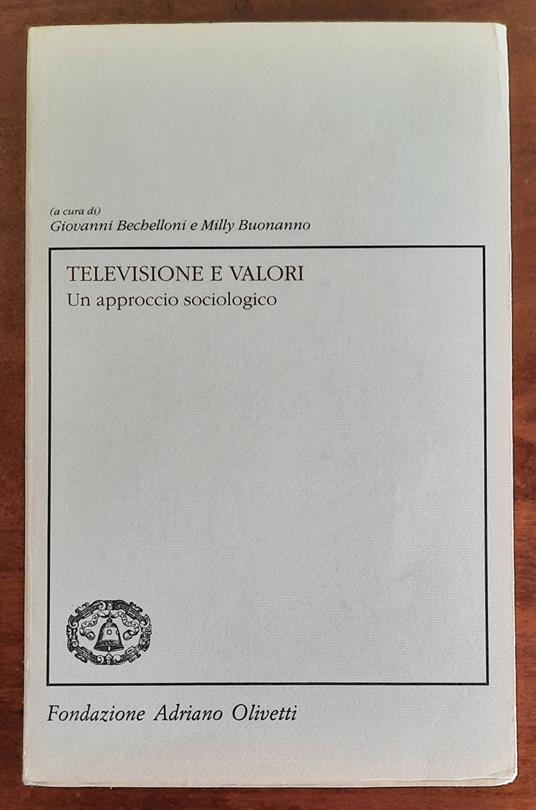 (a cura di)
Giovanni Bechelloni e Milly Buonanno
TELEVISIONE E VALORI
Un approccio sociologico
Fondazione Adriano Olivetti